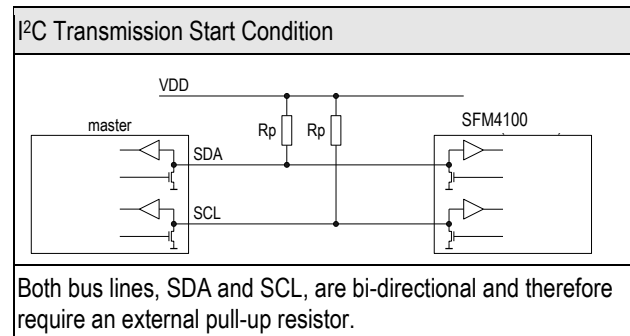 I²C Transmission Start Condition
VDD
master
Rp
Rp
SFM4100
SDA
SCL
Both bus lines, SDA and SCL, are bi-directional and therefore
require an external pull-up resistor.